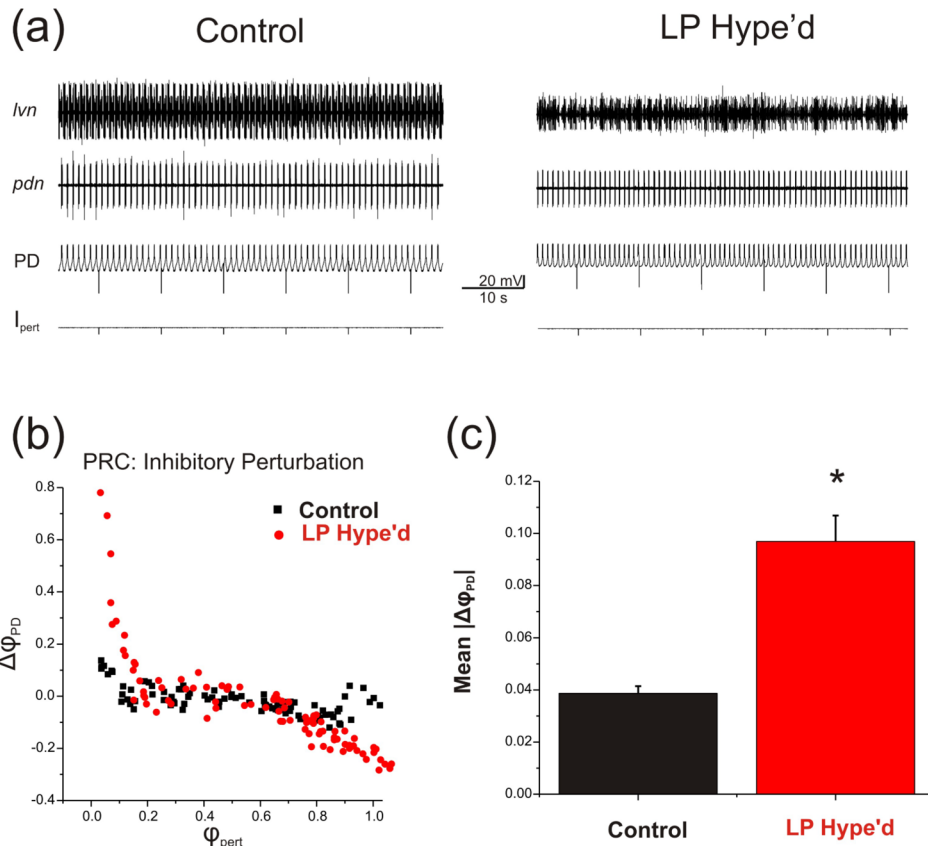 (a)
Control
LP Hype'd
lvn
pdn
PD
20 mV
10 s
Ipert
(b)
PRC: Inhibitory Perturbation
Control
LP Hype'd
ΔφPD
0.8
0.6
0.4
0.2
0.0
-0.2
-0.4
0.0 0.2 0.4 0.6 0.8 1.0
φpert
(c)
*
Mean |ΔφPD|
0.12
0.10
0.08
0.06
0.04
0.02
0.00
Control LP Hype'd